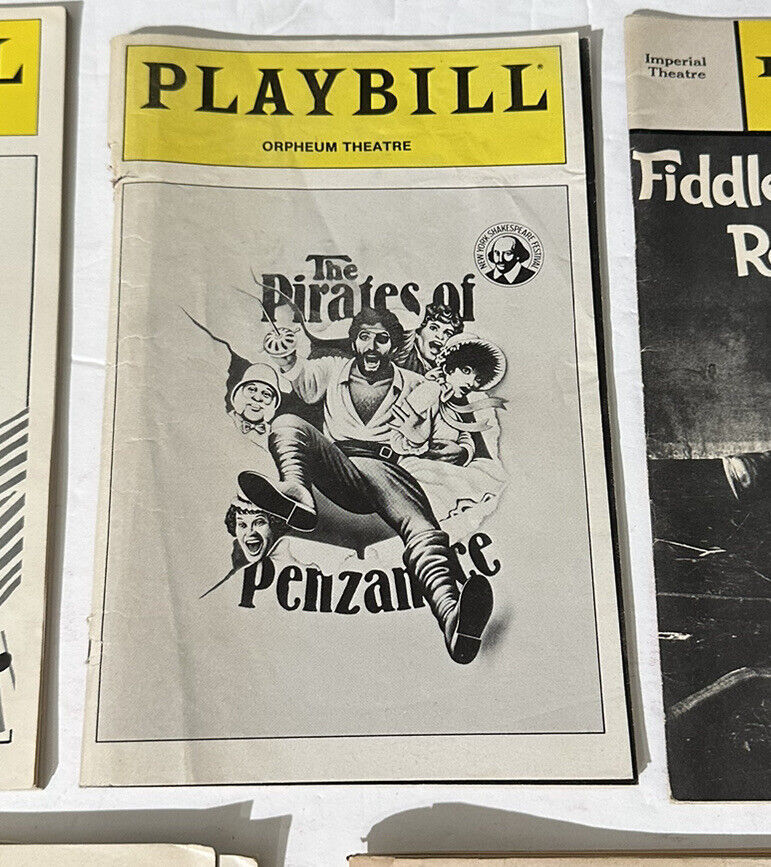 PLAYBILL®
ORPHEUM THEATRE
NEW YORK SHAKESPEARE FESTIVAL
The
Pirates of
Penzance
Imperial
Theatre
Fiddle